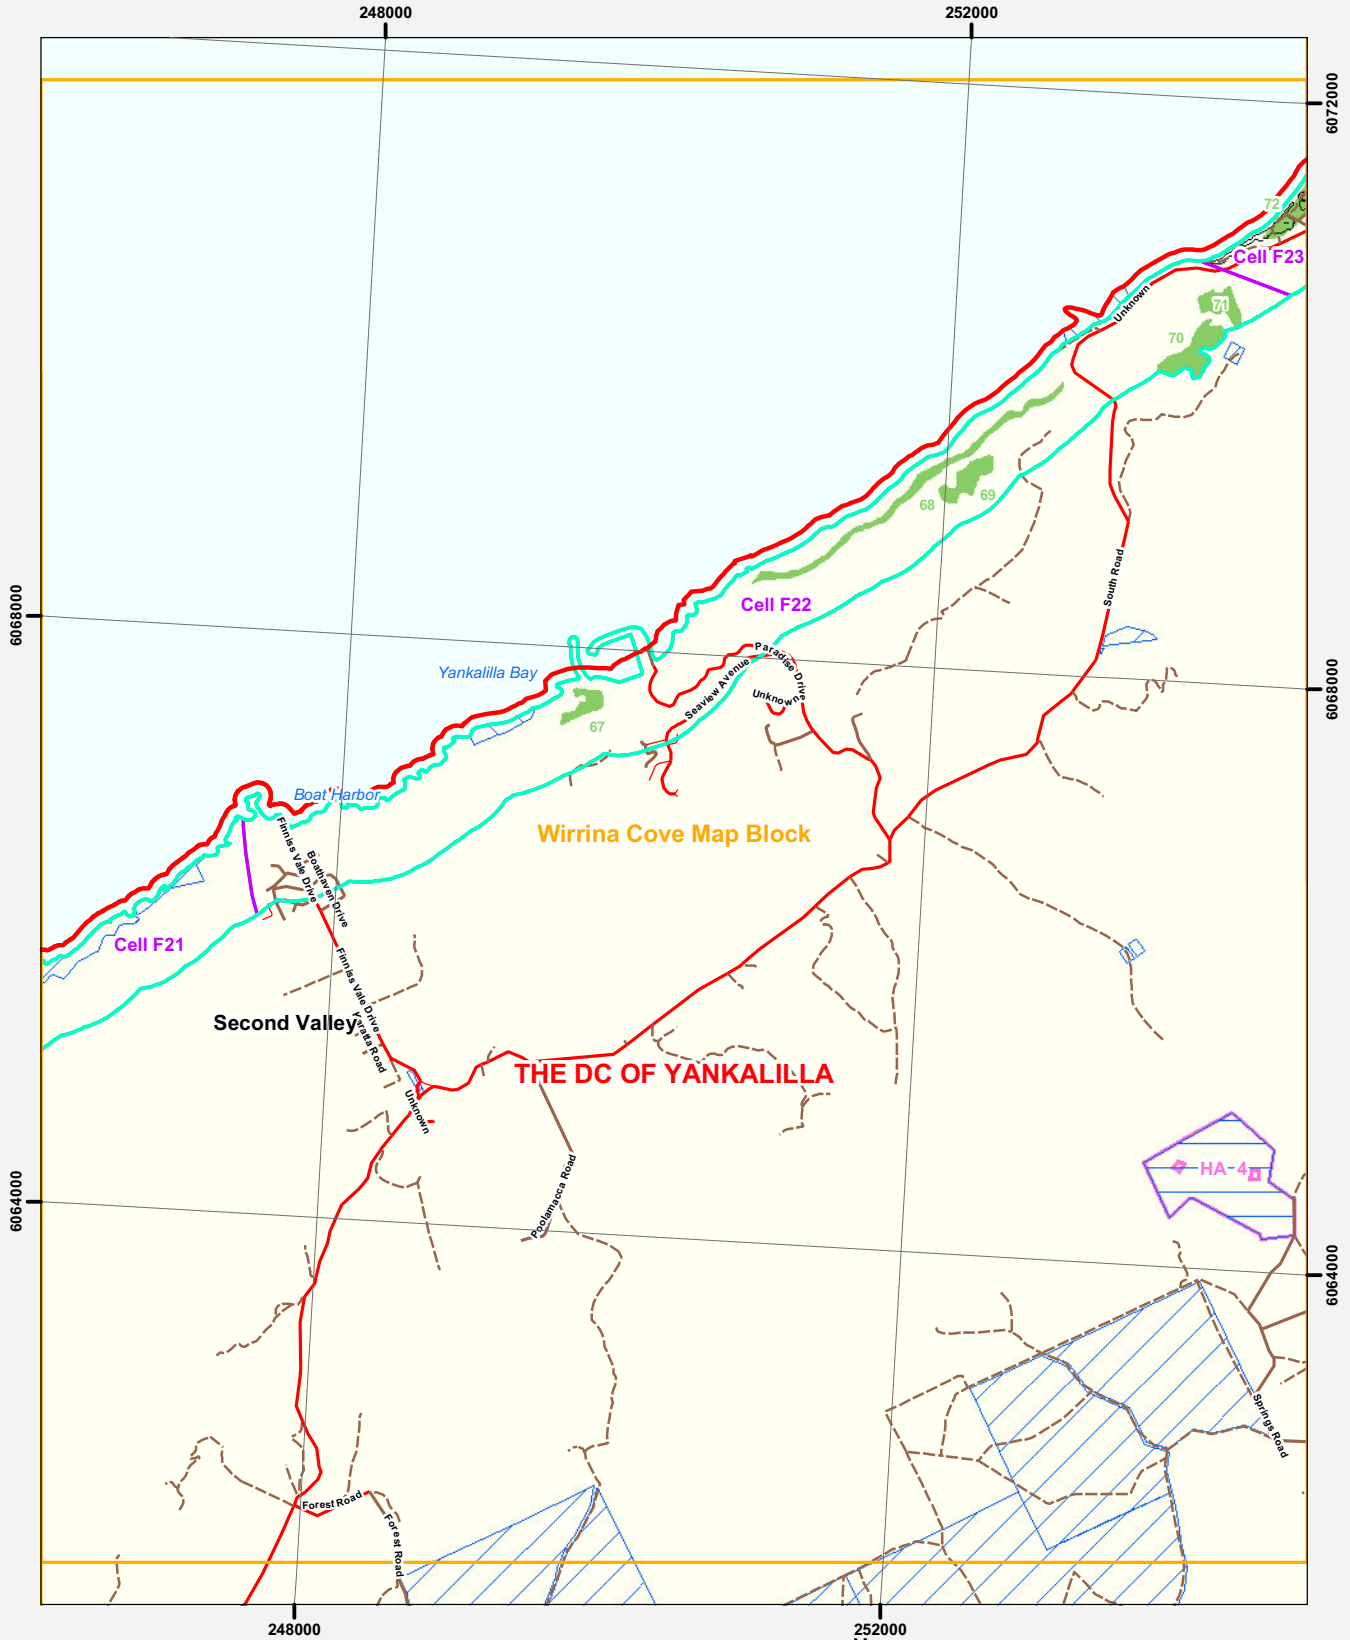 248000
252000
6072000
72
Cell F23
Unknown
71
70
69
68
South Road
Cell F22
6068000
Yankalilla Bay
Paradise Drive
Seaview Avenue
Unknown
6068000
67
Boat Harbor
Wirrina Cove Map Block
Finniss Vale Drive
Boathaven Drive
Cell F21
Finniss Vale Drive
Second Valley
Yaratta Road
THE DC OF YANKALILLA
Unknown
HA-4
Poolamacca Road
6064000
6064000
Springs Road
Forest Road
Forest Road
248000
252000